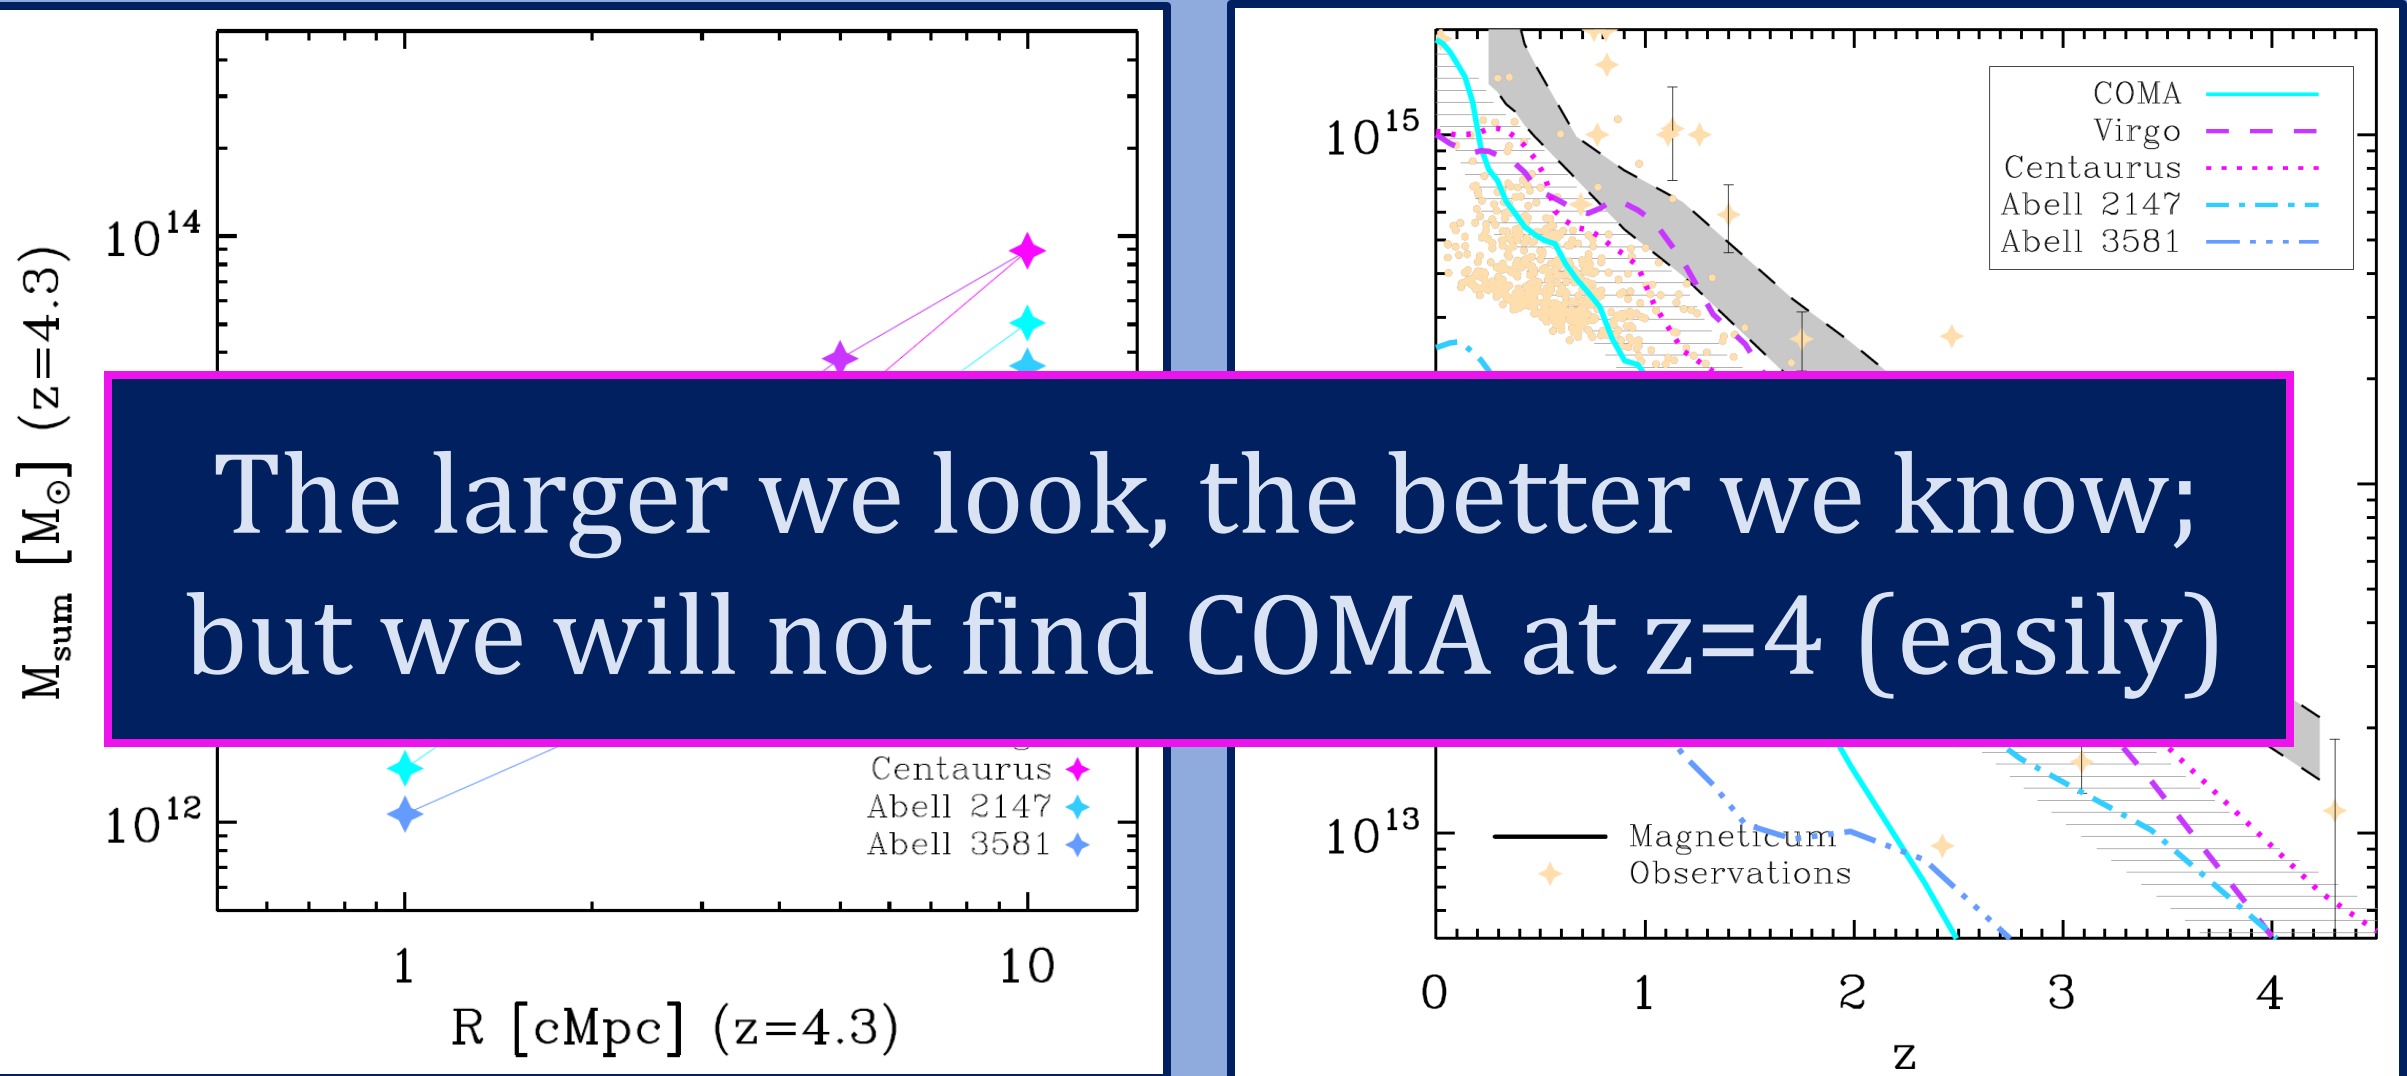 10^14
10^12
M_sum [M_⊙] (z=4.3)
Centaurus
Abell 2147
Abell 3581
1 10
R [cMpc] (z=4.3)
10^15
10^13
COMA
Virgo
Centaurus
Abell 2147
Abell 3581
The larger we look, the better we know;
but we will not find COMA at z=4 (easily)
Magneticum
Observations
0 1 2 3 4
z